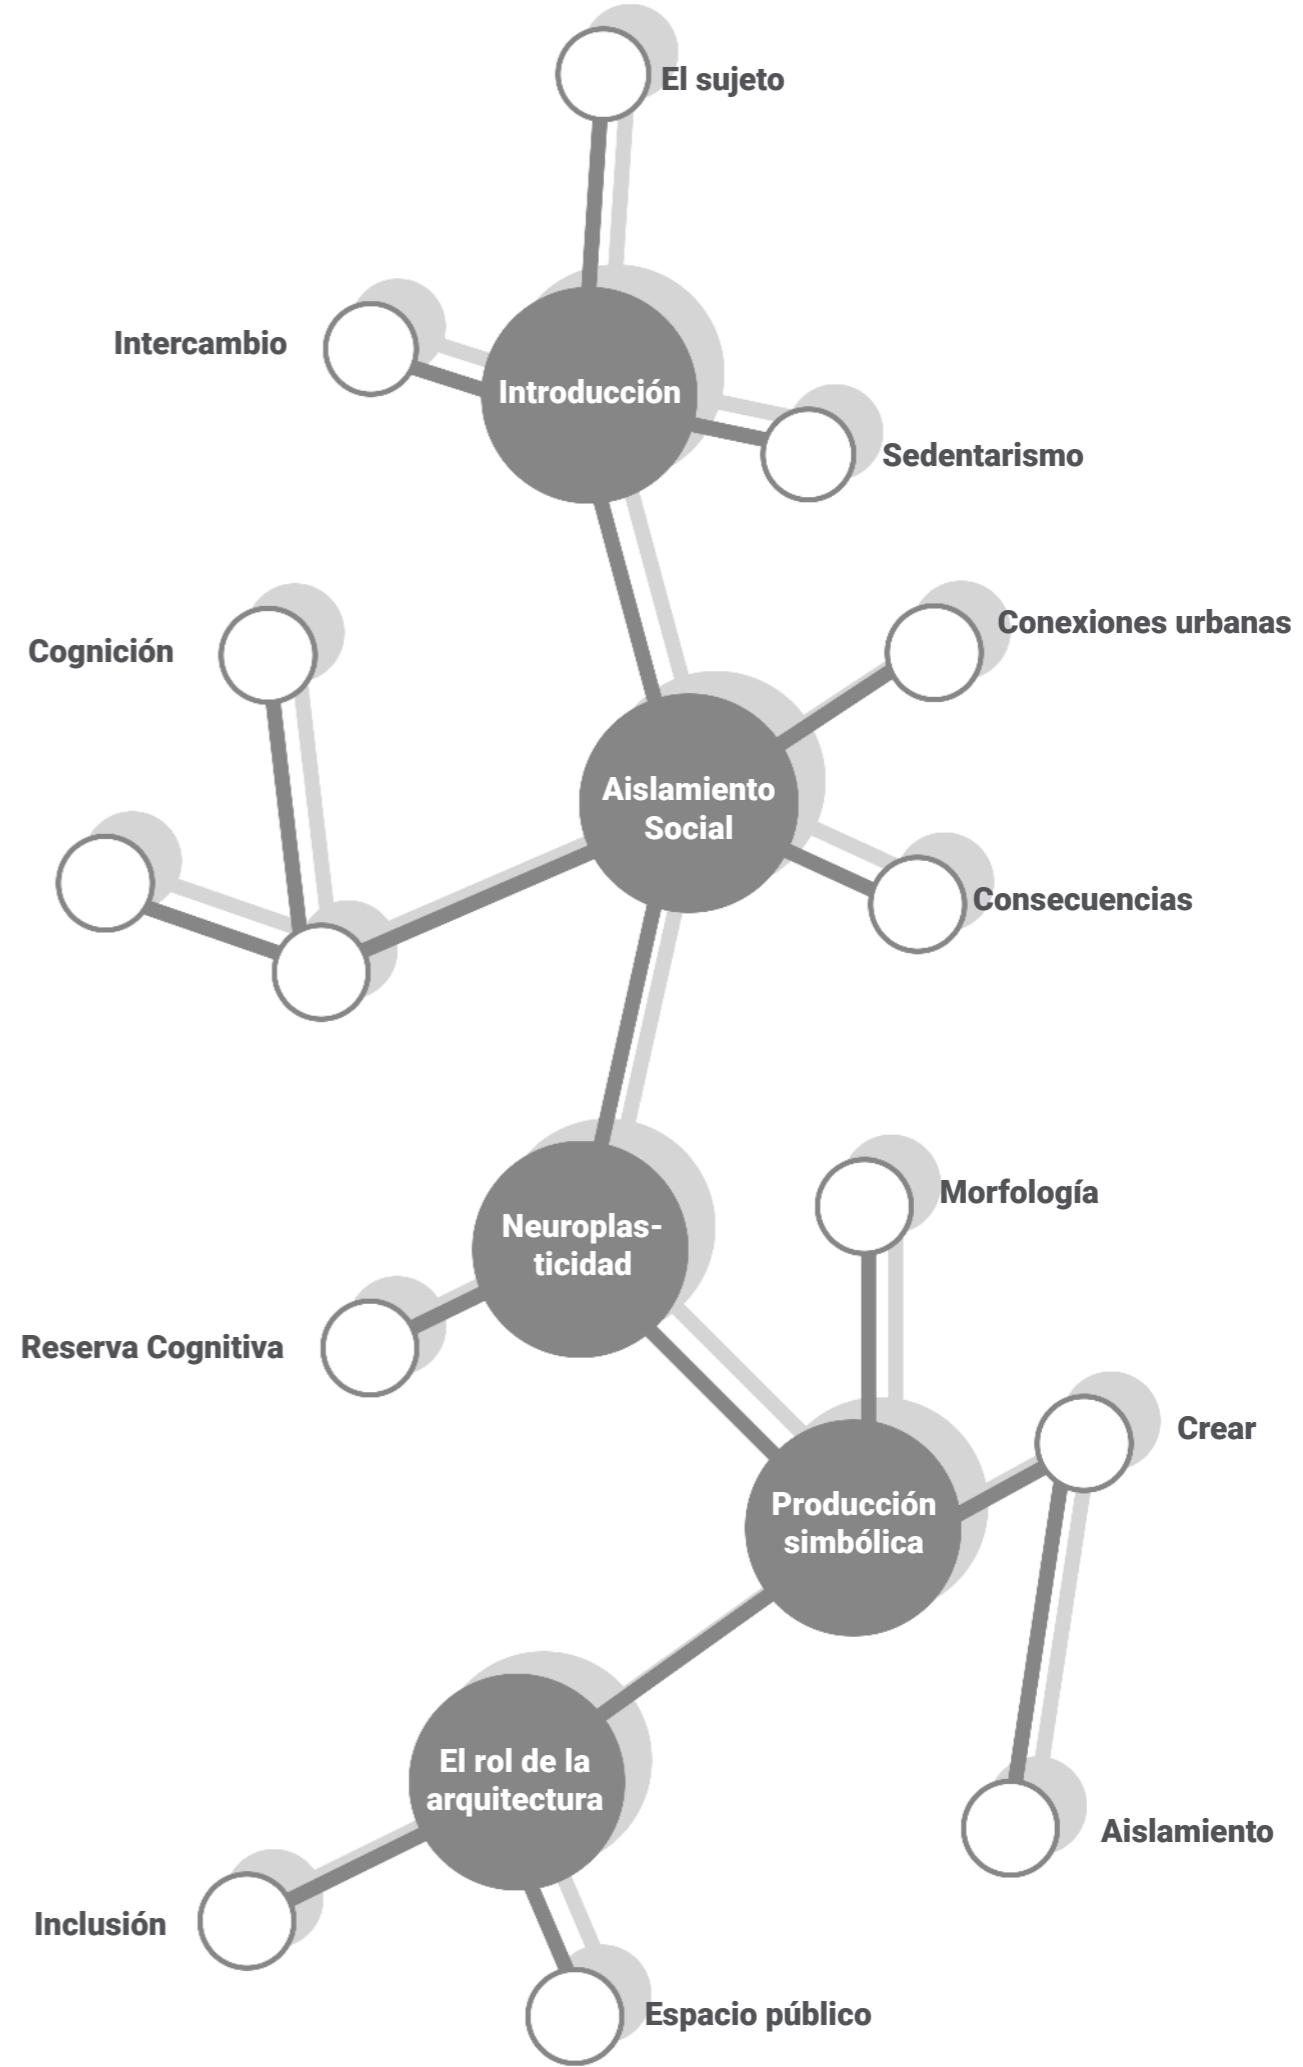 El sujeto
Intercambio
Introducción
Sedentarismo
Conexiones urbanas
Cognición
Aislamiento
Social
Consecuencias
Morfología
Neuroplas-
ticidad
Reserva Cognitiva
Crear
Producción
simbólica
El rol de la
arquitectura
Aislamiento
Inclusión
Espacio público